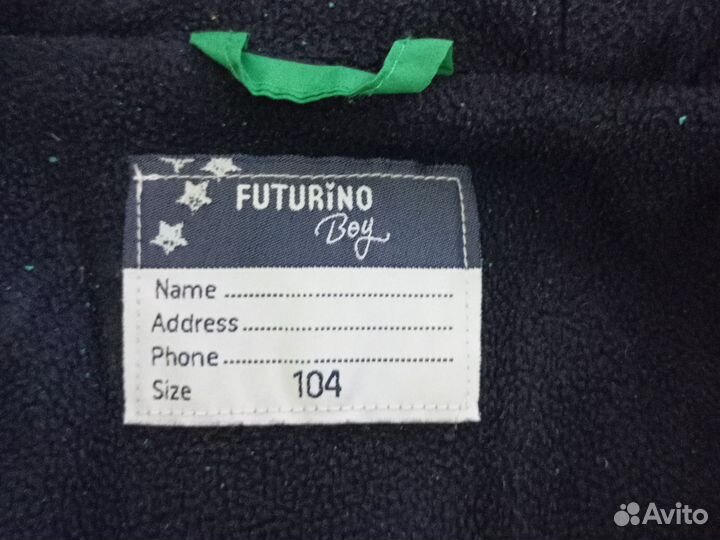 FUTURiNO
Boy
Name
Address
Phone
Size 104
Avito